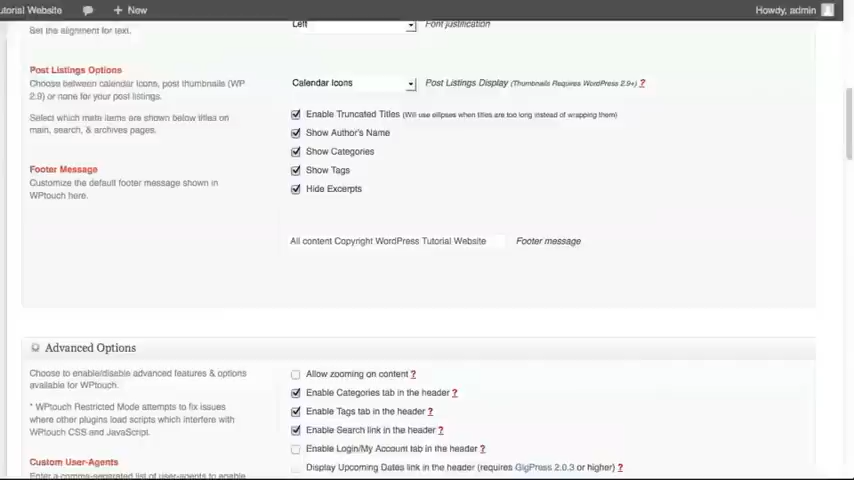 utorial Website New Howdy, admin
Left Font justification
Set the alignment for text.
Post Listings Options
Choose between calendar icons, post thumbnails (WP
2.9) or none for your post listings.
Calendar Icons Post Listings Display (Thumbnails Requires WordPress 2.9+) ?
Select which meta items are shown below titles on
main, search, & archives pages.
Enable Truncated Titles (Will use ellipses when titles are too long instead of wrapping them)
Show Author's Name
Show Categories
Show Tags
Hide Excerpts
Footer Message
Customize the default footer message shown in
WPtouch here.
All content Copyright WordPress Tutorial Website Footer message
Advanced Options
Choose to enable/disable advanced features & options
available for WPtouch.
* WPtouch Restricted Mode attempts to fix issues
where other plugins load scripts which interfere with
WPtouch CSS and JavaScript.
Allow zooming on content ?
Enable Categories tab in the header ?
Enable Tags tab in the header ?
Enable Search link in the header ?
Enable Login/My Account tab in the header ?
Display Upcoming Dates link in the header (requires GigPress 2.0.3 or higher) ?
Custom User-Agents
Enter a comma-separated list of user-agents to enable